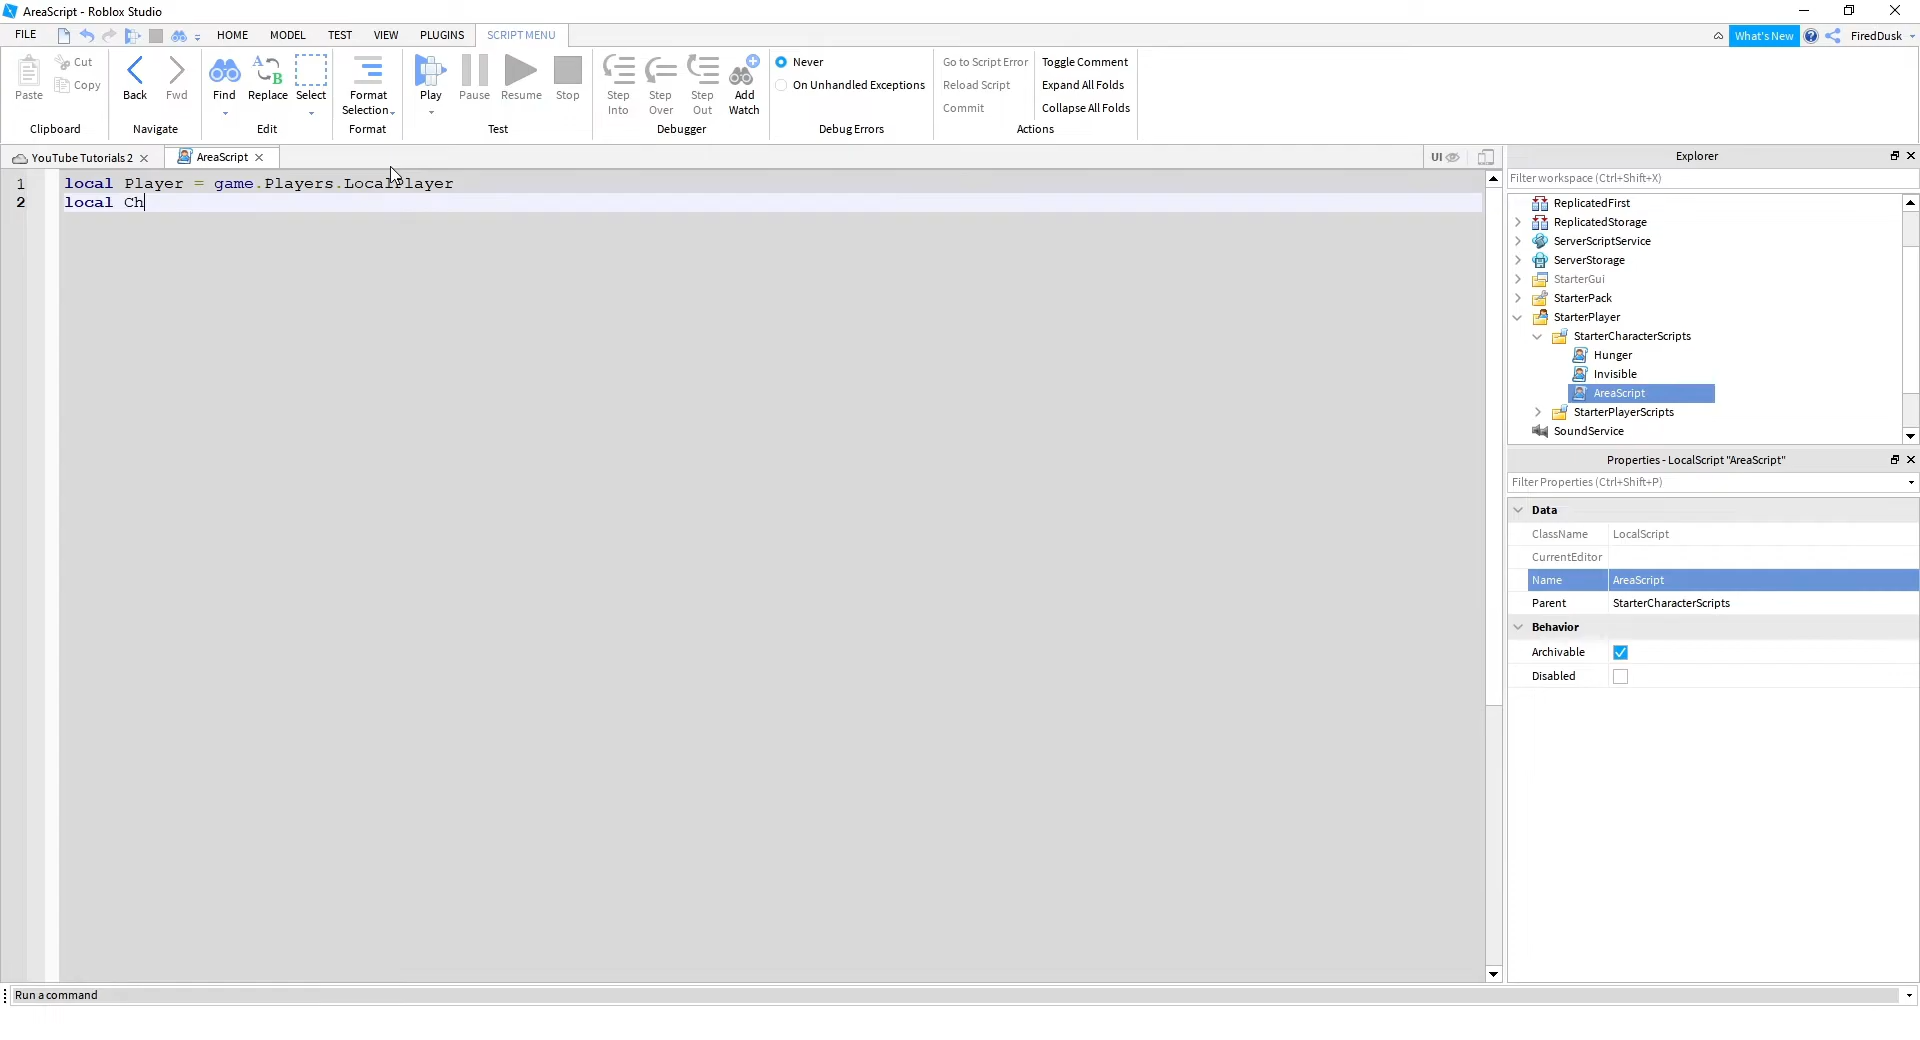 AreaScript - Roblox Studio
FILE HOME MODEL TEST VIEW PLUGINS SCRIPT MENU What's New FiredDusk
Paste Cut Copy
Clipboard
Back Fwd
Navigate
Find Replace Select
Edit
Format Selection
Format
Play Pause Resume Stop
Test
Step Into Step Over Step Out Add Watch
Debugger
Never
On Unhandled Exceptions
Debug Errors
Go to Script Error Toggle Comment
Reload Script Expand All Folds
Commit Collapse All Folds
Actions
YouTube Tutorials 2 AreaScript UI
1 local Player = game.Players.LocalPlayer
2 local Ch
Explorer
Filter workspace (Ctrl+Shift+X)
ReplicatedFirst
ReplicatedStorage
ServerScriptService
ServerStorage
StarterGui
StarterPack
StarterPlayer
StarterCharacterScripts
Hunger
Invisible
AreaScript
StarterPlayerScripts
SoundService
Properties - LocalScript "AreaScript"
Filter Properties (Ctrl+Shift+P)
Data
ClassName LocalScript
CurrentEditor
Name AreaScript
Parent StarterCharacterScripts
Behavior
Archivable
Disabled
Run a command